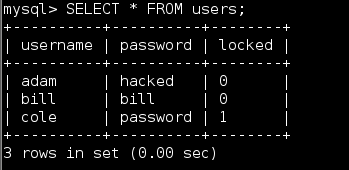 mysql> SELECT * FROM users;
+----------+----------+--------+
| username | password | locked |
+----------+----------+--------+
| adam     | hacked   | 0      |
| bill     | bill     | 0      |
| cole     | password | 1      |
+----------+----------+--------+
3 rows in set (0.00 sec)